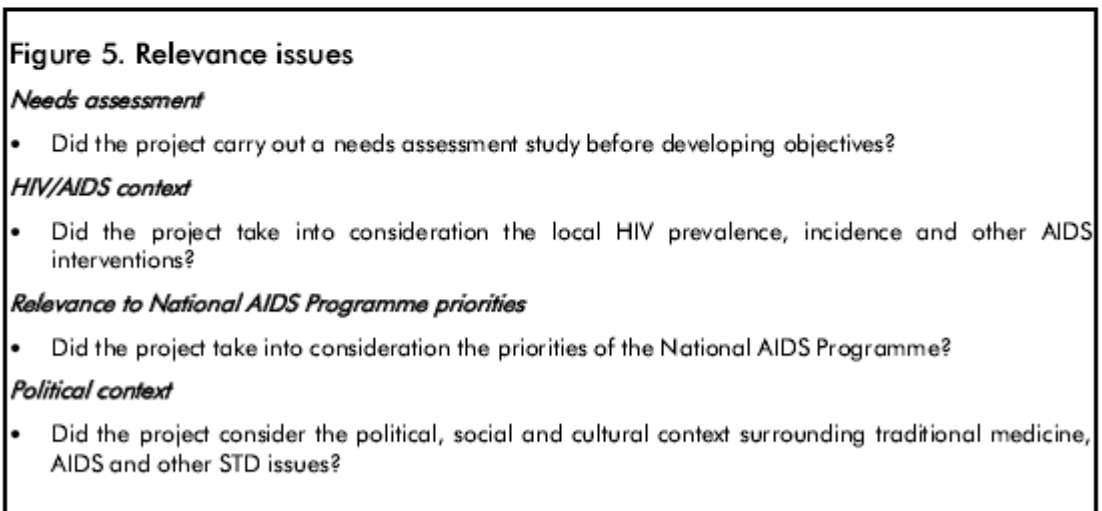 Figure 5. Relevance issues
Needs assessment
• Did the project carry out a needs assessment study before developing objectives?
HIV/AIDS context
• Did the project take into consideration the local HIV prevalence, incidence and other AIDS
interventions?
Relevance to National AIDS Programme priorities
• Did the project take into consideration the priorities of the National AIDS Programme?
Political context
• Did the project consider the political, social and cultural context surrounding traditional medicine,
AIDS and other STD issues?